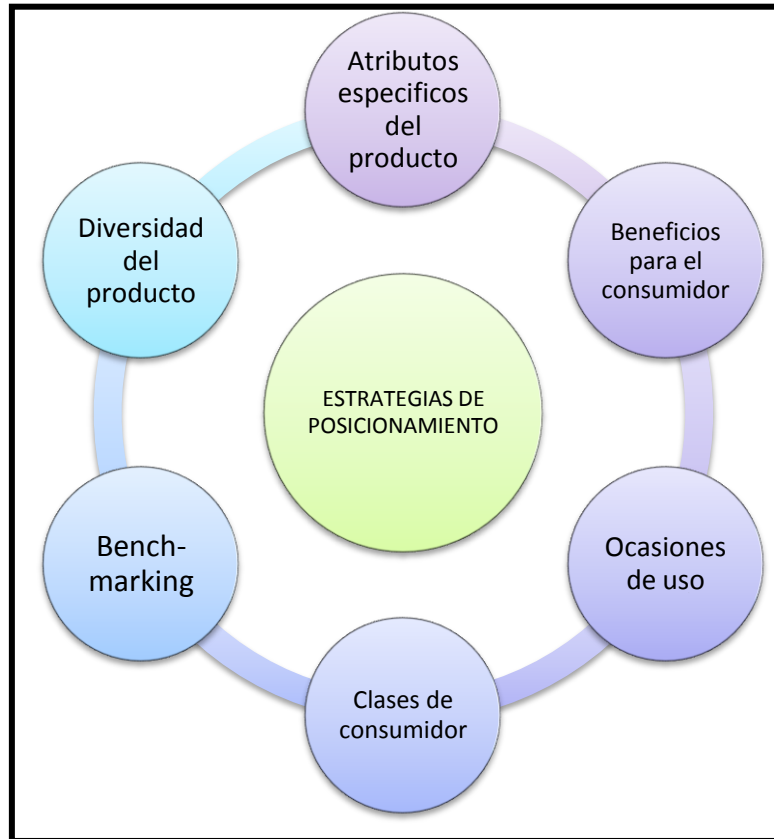 Atributos
especificos
del
producto
Beneficios
para el
consumidor
Ocasiones
de uso
Clases de
consumidor
Bench-
marking
Diversidad
del
producto
ESTRATEGIAS DE
POSICIONAMIENTO